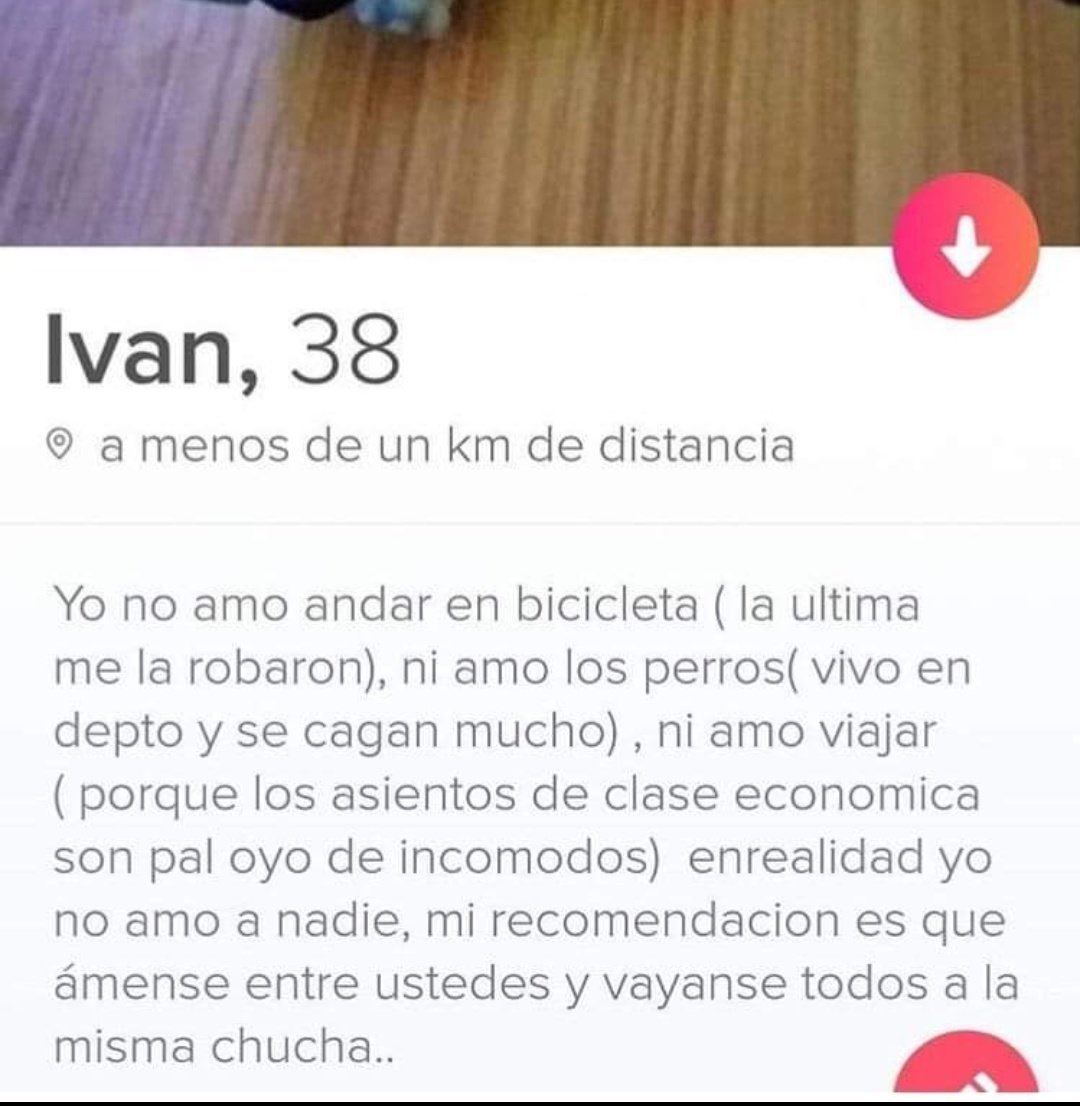 Ivan, 38
a menos de un km de distancia
Yo no amo andar en bicicleta ( la ultima
me la robaron), ni amo los perros( vivo en
depto y se cagan mucho) , ni amo viajar
( porque los asientos de clase economica
son pal oyo de incomodos)  enrealidad yo
no amo a nadie, mi recomendacion es que
ámense entre ustedes y vayanse todos a la
misma chucha..